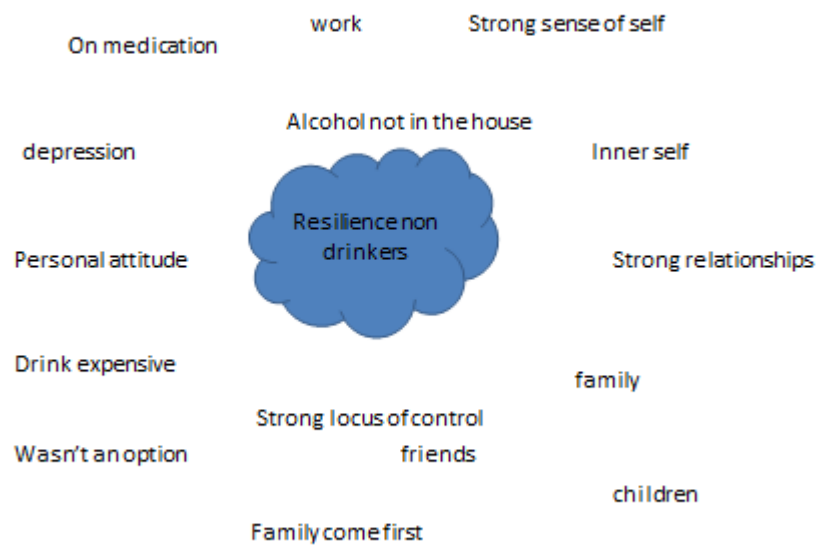 work
Strong sense of self
On medication
Alcohol not in the house
depression
Inner self
Resilience non
drinkers
Personal attitude
Strong relationships
Drink expensive
family
Strong locus of control
Wasn't an option
friends
children
Family come first